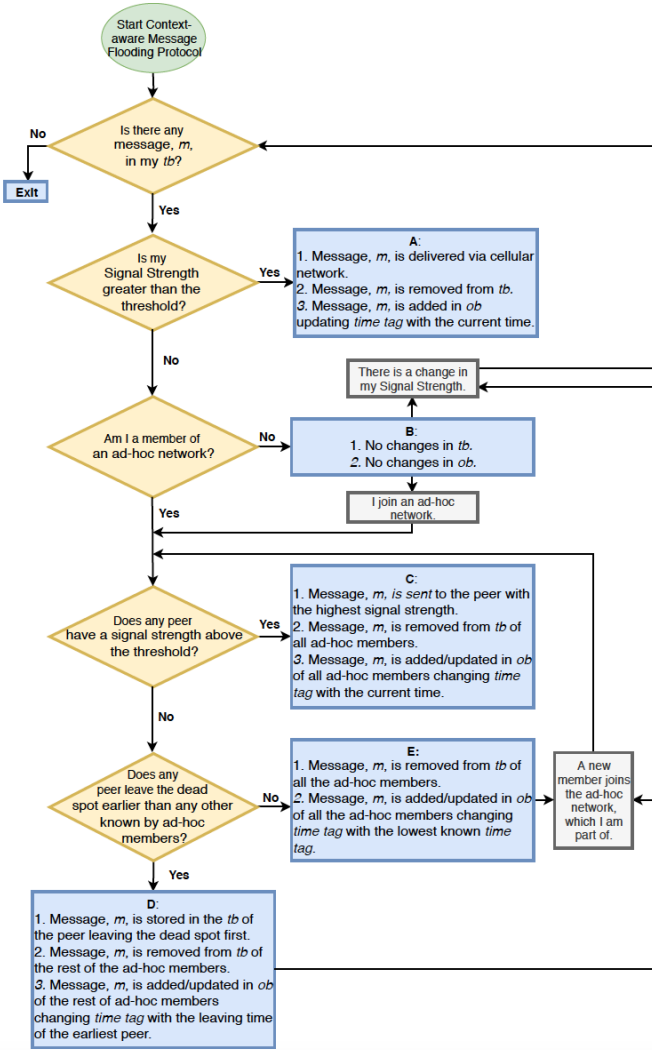 Start Context-
aware Message
Flooding Protocol
Is there any
message, m,
in my tb?
No
Exit
Yes
Is my
Signal Strength
greater than the
threshold?
Yes
A:
1. Message, m, is delivered via cellular
network.
2. Message, m, is removed from tb.
3. Message, m, is added in ob
updating time tag with the current time.
No
There is a change in
my Signal Strength.
Am I a member of
an ad-hoc network?
No
B:
1. No changes in tb.
2. No changes in ob.
I join an ad-hoc
network.
Yes
Does any peer
have a signal strength above
the threshold?
Yes
C:
1. Message, m, is sent to the peer with
the highest signal strength.
2. Message, m, is removed from tb of
all ad-hoc members.
3. Message, m, is added/updated in ob
of all ad-hoc members changing time
tag with the current time.
No
Does any
peer leave the dead
spot earlier than any other
known by ad-hoc
members?
No
E:
1. Message, m, is removed from tb of
all the ad-hoc members.
2. Message, m, is added/updated in ob
of all the ad-hoc members changing
time tag with the lowest known time
tag.
A new
member joins
the ad-hoc
network,
which I am
part of.
Yes
D:
1. Message, m, is stored in the tb of
the peer leaving the dead spot first.
2. Message, m, is removed from tb of
the rest of the ad-hoc members.
3. Message, m, is added/updated in ob
of the rest of ad-hoc members
changing time tag with the leaving time
of the earliest peer.